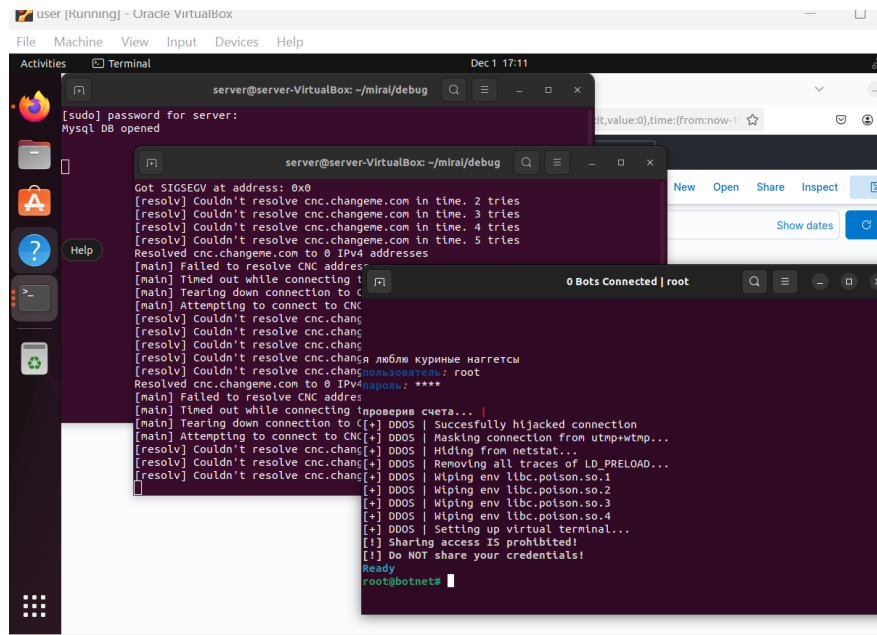 user [Running] - Oracle VirtualBox
File Machine View Input Devices Help
Activities Terminal Dec 1 17:11
server@server-VirtualBox: ~/mirai/debug
[sudo] password for server:
Mysql DB opened
lt,value:0),time:(from:now-1
New Open Share Inspect
Show dates
Help
server@server-VirtualBox: ~/mirai/debug
Got SIGSEGV at address: 0x0
[resolv] Couldn't resolve cnc.changeme.com in time. 2 tries
[resolv] Couldn't resolve cnc.changeme.com in time. 3 tries
[resolv] Couldn't resolve cnc.changeme.com in time. 4 tries
[resolv] Couldn't resolve cnc.changeme.com in time. 5 tries
Resolved cnc.changeme.com to 0 IPv4 addresses
[main] Failed to resolve CNC address
[main] Timed out while connecting t
[main] Tearing down connection to C
[main] Attempting to connect to CNC
[resolv] Couldn't resolve cnc.chang
[resolv] Couldn't resolve cnc.chang
[resolv] Couldn't resolve cnc.chang
[resolv] Couldn't resolve cnc.chang
[resolv] Couldn't resolve cnc.chang
Resolved cnc.changeme.com to 0 IPv4
[main] Failed to resolve CNC addres
[main] Timed out while connecting t
[main] Tearing down connection to C
[main] Attempting to connect to CNC
[resolv] Couldn't resolve cnc.chang
[resolv] Couldn't resolve cnc.chang
[resolv] Couldn't resolve cnc.chang
0 Bots Connected | root
я люблю куриные наггетсы
пользователь: root
пароль: ****
проверив счета... |
[+] DDOS | Succesfully hijacked connection
[+] DDOS | Masking connection from utmp+wtmp...
[+] DDOS | Hiding from netstat...
[+] DDOS | Removing all traces of LD_PRELOAD...
[+] DDOS | Wiping env libc.poison.so.1
[+] DDOS | Wiping env libc.poison.so.2
[+] DDOS | Wiping env libc.poison.so.3
[+] DDOS | Wiping env libc.poison.so.4
[+] DDOS | Setting up virtual terminal...
[!] Sharing access IS prohibited!
[!] Do NOT share your credentials!
Ready
root@botnet#